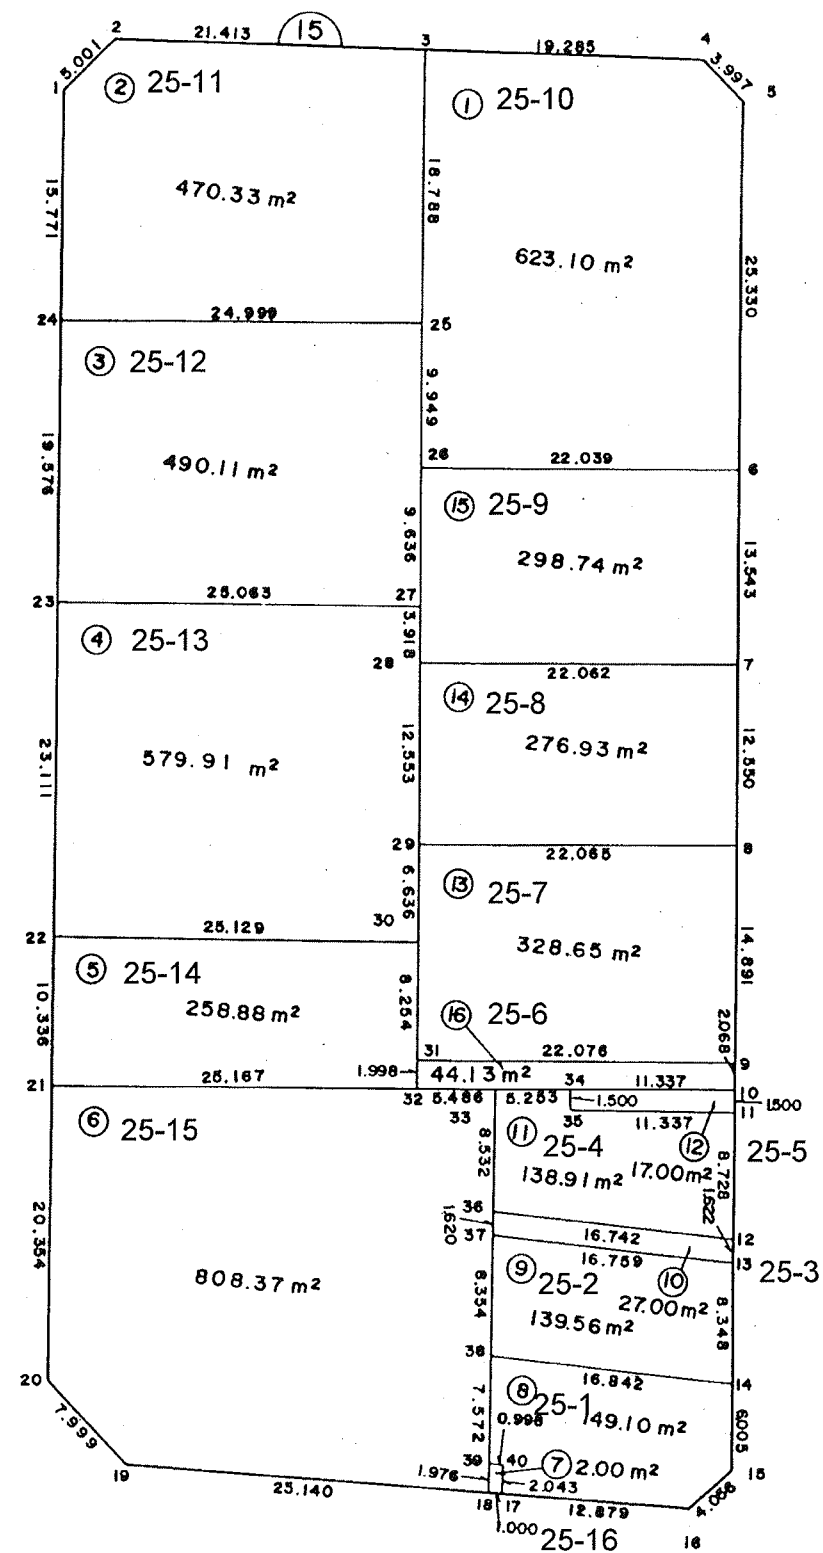 2 21.413 15 3 19.285 4
5.001 3.997
1 5
2 25-11 1 25-10
15.771 470.33 m² 18.788 623.10 m² 25.330
24 24.999 25
3 25-12 9.949
26 22.039 6
19.576 490.11 m² 15 25-9
9.636 298.74 m² 13.543
23 25.063 27
4 25-13 3.918
28 22.062 7
14 25-8
23.111 579.91 m² 12.553 276.93 m² 12.550
29 22.065 8
6.636 13 25-7
22 25.129 30
328.65 m² 14.891
5 25-14
10.336 258.88 m² 8.254 16 25-6 2.068
31 22.076 9
1.998 44.13 m² 34 11.337 10
21 25.167 32 5.486 5.253 1.500 11 1.500
33 35 11.337
6 25-15 11 25-4 12 25-5
8.532 138.91 m² 17.00 m² 8.728
36 1.622
1.620 37 16.742 12
16.759 13 25-3
20.354 808.37 m² 9 25-2 10
8.354 139.56 m² 27.00 m² 8.348
38 16.842 14
20 8 25-1
7.999 7.572 0.998 149.10 m² 6.005
39 40 7 2.00 m² 15
19 23.140 1.976 2.043 4.056
18 17 12.879
1.000 25-16 16